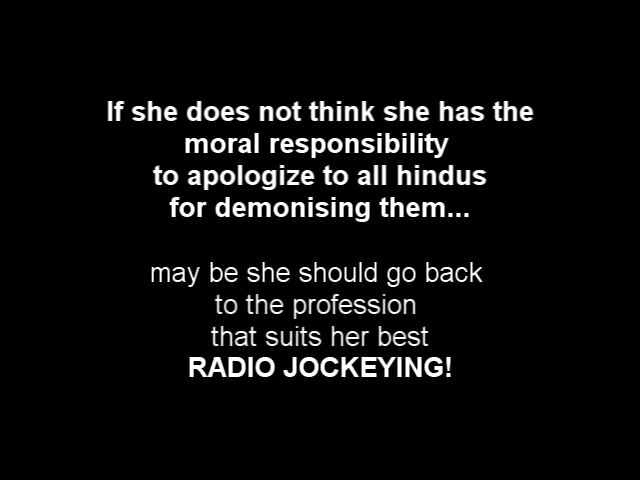 If she does not think she has the
moral responsibility
to apologize to all hindus
for demonising them...
may be she should go back
to the profession
that suits her best
RADIO JOCKEYING!